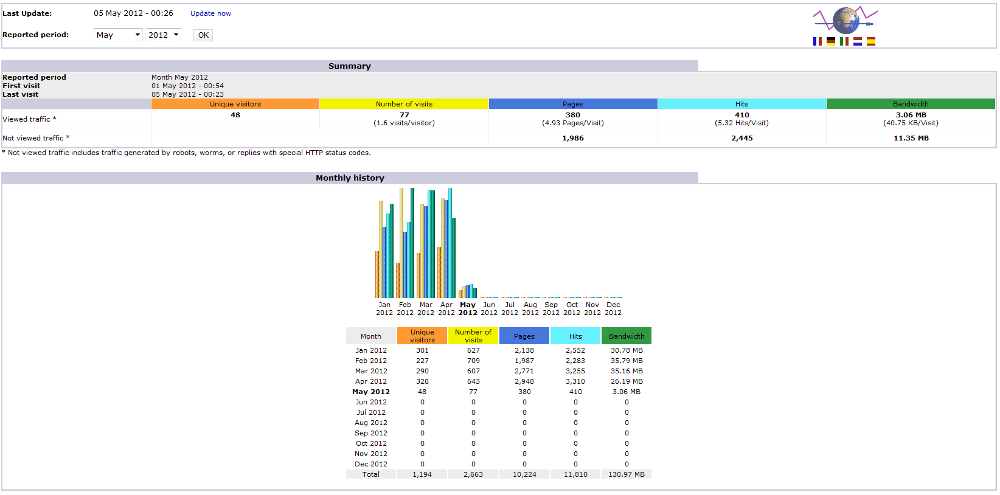 Last Update: 05 May 2012 - 00:26 Update now
Reported period: May 2012 OK
Summary
Reported period Month May 2012
First visit 01 May 2012 - 00:54
Last visit 05 May 2012 - 00:23
Unique visitors Number of visits Pages Hits Bandwidth
Viewed traffic * 48 77 380 410 3.06 MB
(1.6 visits/visitor) (4.93 Pages/Visit) (5.32 Hits/Visit) (40.75 KB/Visit)
Not viewed traffic * 1,986 2,445 11.35 MB
* Not viewed traffic includes traffic generated by robots, worms, or replies with special HTTP status codes.
Monthly history
Jan Feb Mar Apr May Jun Jul Aug Sep Oct Nov Dec
2012 2012 2012 2012 2012 2012 2012 2012 2012 2012 2012 2012
Month Unique visitors Number of visits Pages Hits Bandwidth
Jan 2012 301 627 2,138 2,552 30.78 MB
Feb 2012 227 709 1,987 2,283 35.79 MB
Mar 2012 290 607 2,771 3,255 35.16 MB
Apr 2012 328 643 2,948 3,310 26.19 MB
May 2012 48 77 380 410 3.06 MB
Jun 2012 0 0 0 0 0
Jul 2012 0 0 0 0 0
Aug 2012 0 0 0 0 0
Sep 2012 0 0 0 0 0
Oct 2012 0 0 0 0 0
Nov 2012 0 0 0 0 0
Dec 2012 0 0 0 0 0
Total 1,194 2,663 10,224 11,810 130.97 MB